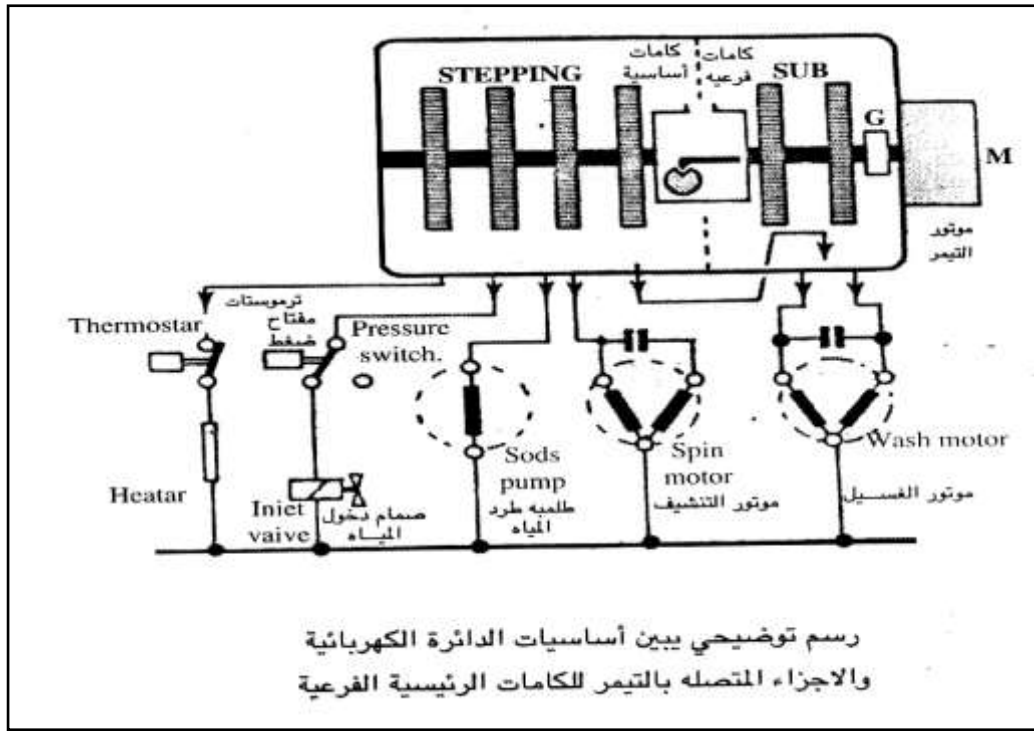 كامات
أساسية
كامات
فرعيه
STEPPING
SUB
G
M
موتور
التيمر
ترموستات
Thermostar
مفتاح
ضغط
Pressure
switch.
Heatar
Iniet
vaive
صمام دخول
المياه
Sods
pump
طلمبه طرد
المياه
Spin
motor
موتور التنشيف
Wash motor
موتور الغسيل
رسم توضيحي يبين أساسيات الدائرة الكهربائية
والاجزاء المتصله بالتيمر للكامات الرئيسية الفرعية